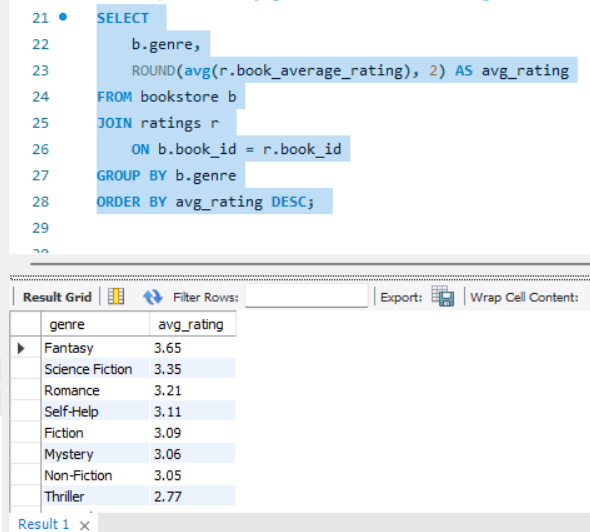 21 SELECT
22 b.genre,
23 ROUND(avg(r.book_average_rating), 2) AS avg_rating
24 FROM bookstore b
25 JOIN ratings r
26 ON b.book_id = r.book_id
27 GROUP BY b.genre
28 ORDER BY avg_rating DESC;
29
Result Grid Filter Rows: Export: Wrap Cell Content:
genre avg_rating
Fantasy 3.65
Science Fiction 3.35
Romance 3.21
Self-Help 3.11
Fiction 3.09
Mystery 3.06
Non-Fiction 3.05
Thriller 2.77
Result 1 ×